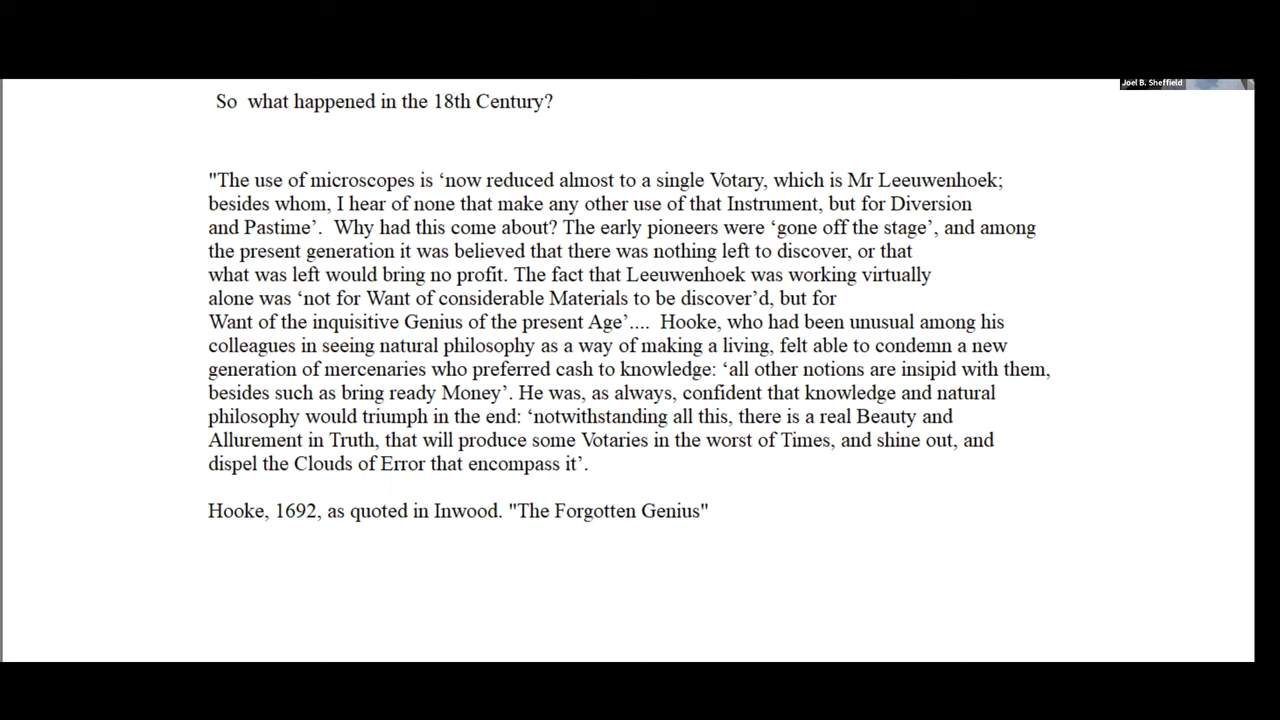 Joel B. Sheffield
So what happened in the 18th Century?
"The use of microscopes is ‘now reduced almost to a single Votary, which is Mr Leeuwenhoek;
besides whom, I hear of none that make any other use of that Instrument, but for Diversion
and Pastime’. Why had this come about? The early pioneers were ‘gone off the stage’, and among
the present generation it was believed that there was nothing left to discover, or that
what was left would bring no profit. The fact that Leeuwenhoek was working virtually
alone was ‘not for Want of considerable Materials to be discover’d, but for
Want of the inquisitive Genius of the present Age’.... Hooke, who had been unusual among his
colleagues in seeing natural philosophy as a way of making a living, felt able to condemn a new
generation of mercenaries who preferred cash to knowledge: ‘all other notions are insipid with them,
besides such as bring ready Money’. He was, as always, confident that knowledge and natural
philosophy would triumph in the end: ‘notwithstanding all this, there is a real Beauty and
Allurement in Truth, that will produce some Votaries in the worst of Times, and shine out, and
dispel the Clouds of Error that encompass it’.
Hooke, 1692, as quoted in Inwood. "The Forgotten Genius"